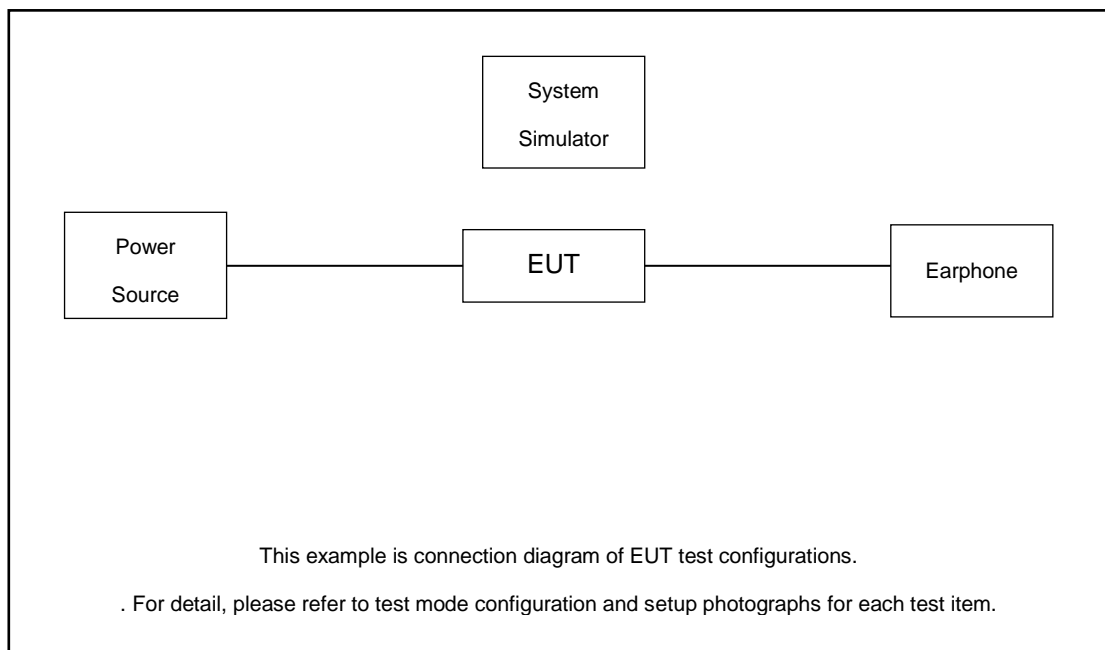 System
Simulator
Power
Source
EUT
Earphone
This example is connection diagram of EUT test configurations.
. For detail, please refer to test mode configuration and setup photographs for each test item.